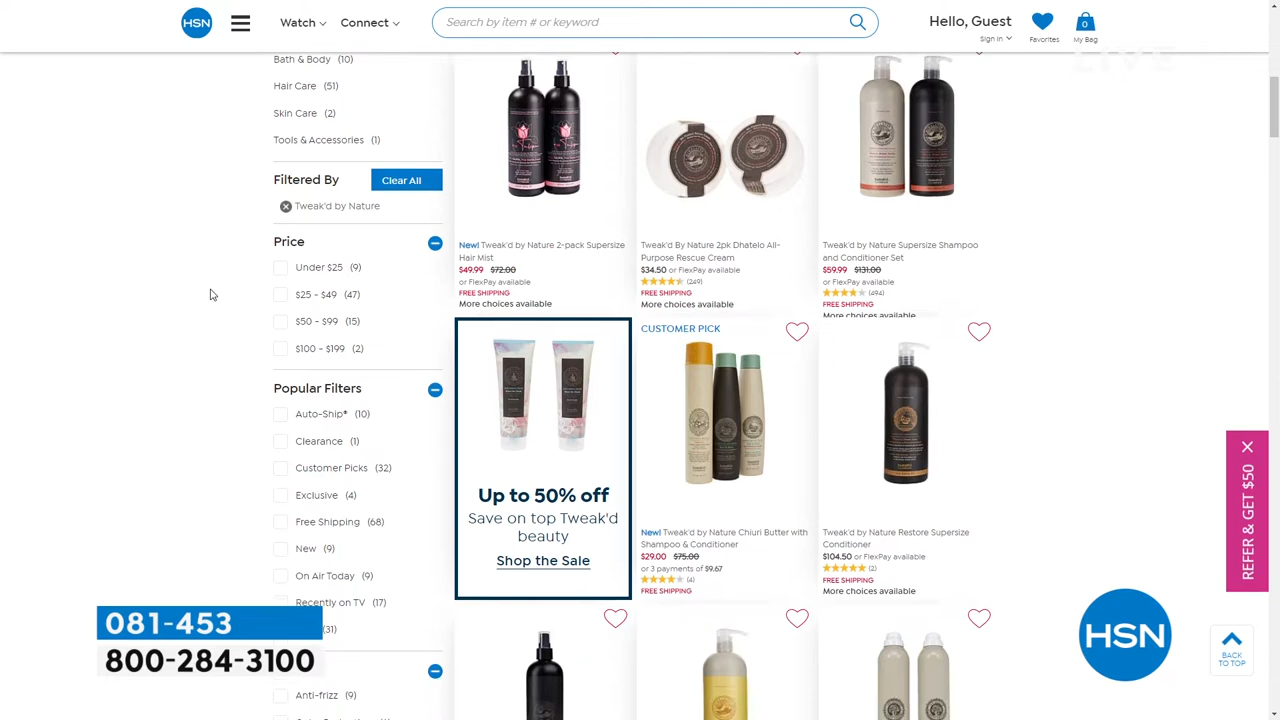 HSN
Watch
Connect
Search by item # or keyword
Hello, Guest
Sign In
Favorites
0
My Bag
LIVE
Bath & Body (10)
Hair Care (51)
Skin Care (2)
Tools & Accessories (1)
Filtered By
Clear All
Tweak'd by Nature
Price
Under $25 (9)
$25 - $49 (47)
$50 - $99 (15)
$100 - $199 (2)
Popular Filters
Auto-Ship® (10)
Clearance (1)
Customer Picks (32)
Exclusive (4)
Free Shipping (68)
New (9)
On Air Today (9)
Recently on TV (17)
(31)
Anti-frizz (9)
New! Tweak'd by Nature 2-pack Supersize
Hair Mist
$49.99 $72.00
or FlexPay available
FREE SHIPPING
More choices available
Tweak'd By Nature 2pk Dhatelo All-
Purpose Rescue Cream
$34.50 or FlexPay available
(249)
FREE SHIPPING
More choices available
Tweak'd by Nature Supersize Shampoo
and Conditioner Set
$59.99 $131.00
or FlexPay available
(494)
FREE SHIPPING
More choices available
Up to 50% off
Save on top Tweak'd
beauty
Shop the Sale
CUSTOMER PICK
New! Tweak'd by Nature Chiuri Butter with
Shampoo & Conditioner
$29.00 $75.00
or 3 payments of $9.67
(4)
FREE SHIPPING
Tweak'd by Nature Restore Supersize
Conditioner
$104.50 or FlexPay available
(2)
FREE SHIPPING
More choices available
REFER & GET $50
081-453
800-284-3100
HSN
BACK
TO TOP